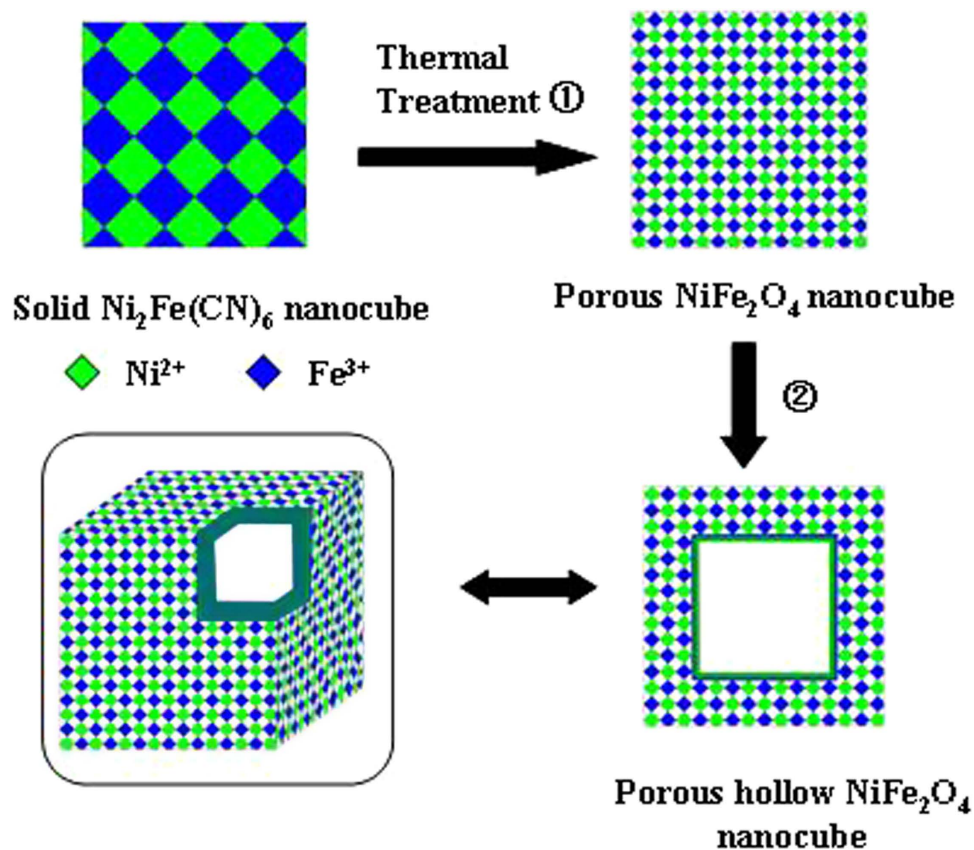 Thermal
Treatment ①
Solid Ni₂Fe(CN)₆ nanocube
Porous NiFe₂O₄ nanocube
Ni²⁺ Fe³⁺
②
Porous hollow NiFe₂O₄
nanocube